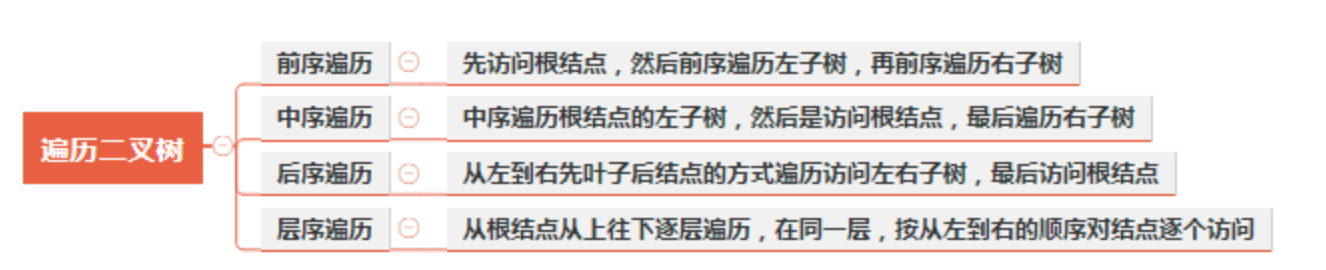 遍历二叉树
前序遍历
先访问根结点，然后前序遍历左子树，再前序遍历右子树
中序遍历
中序遍历根结点的左子树，然后是访问根结点，最后遍历右子树
后序遍历
从左到右先叶子后结点的方式遍历访问左右子树，最后访问根结点
层序遍历
从根结点从上往下逐层遍历，在同一层，按从左到右的顺序对结点逐个访问